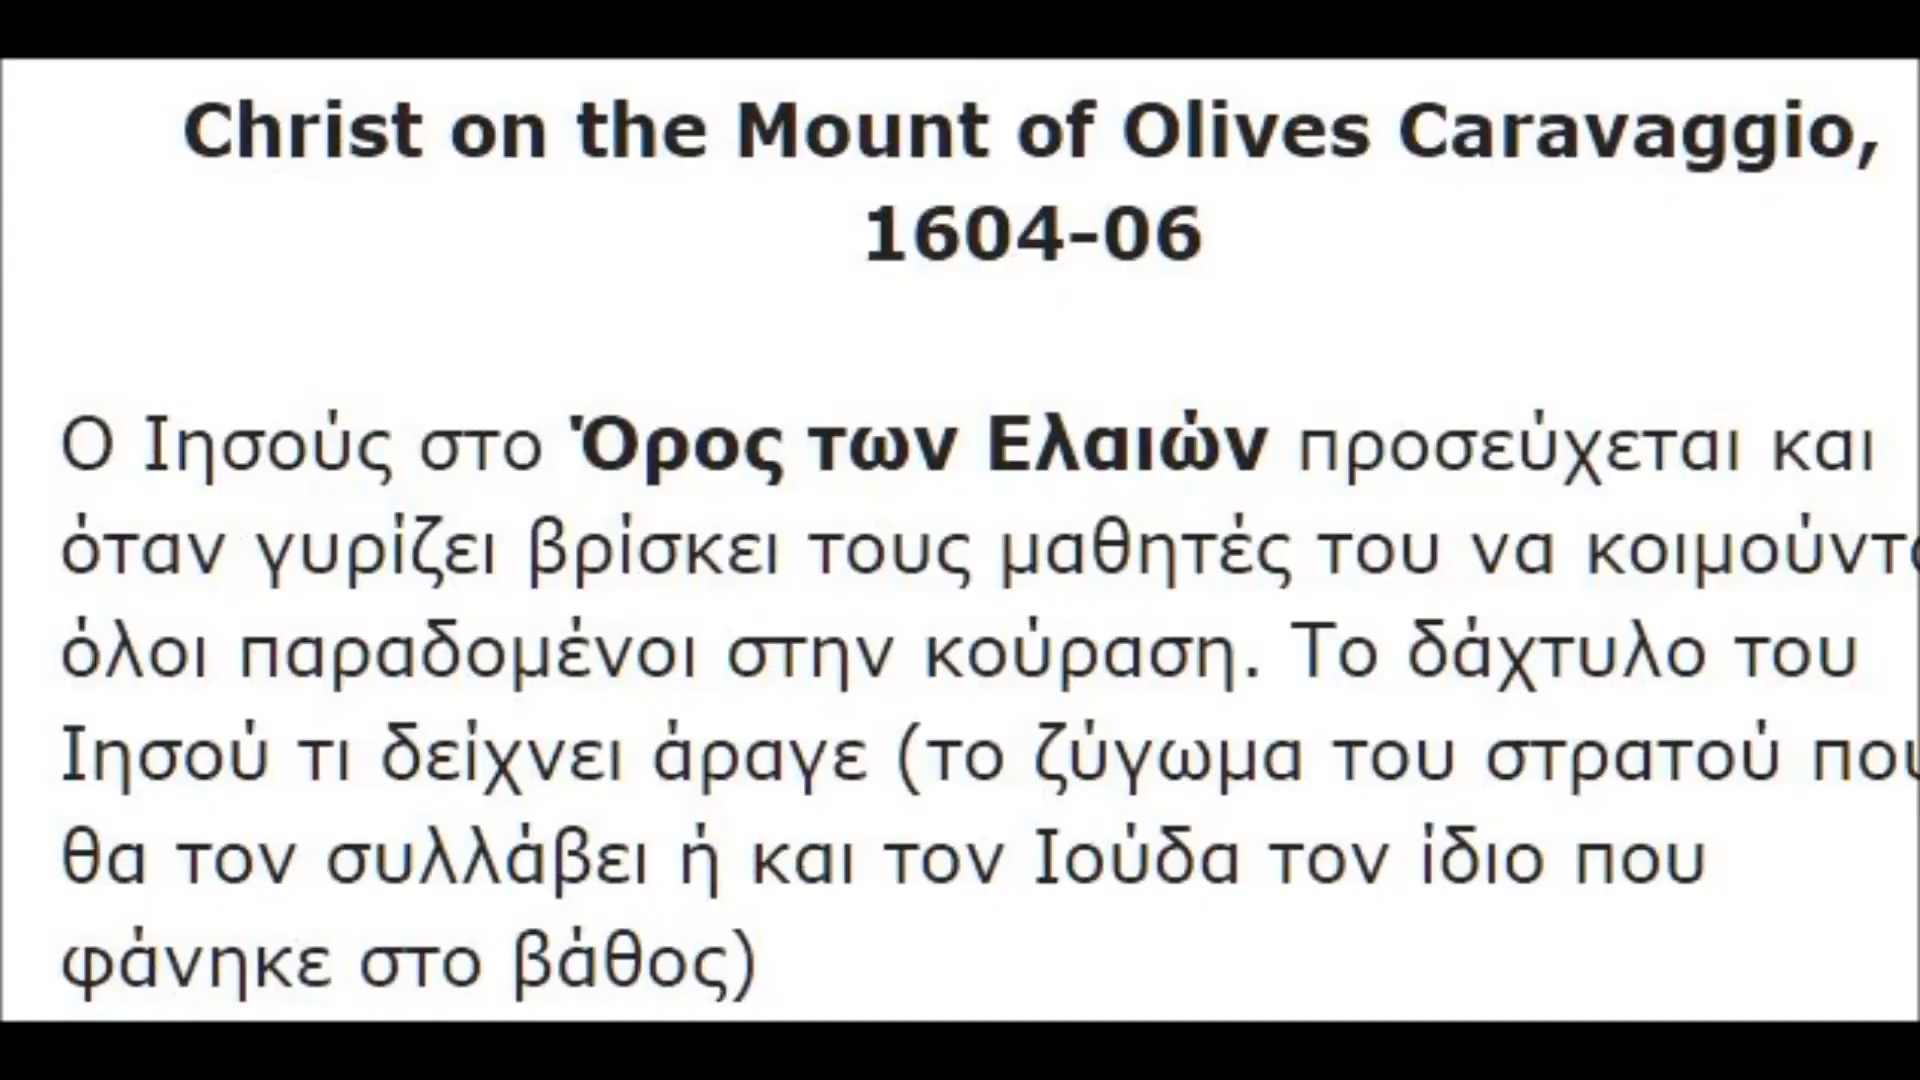 Christ on the Mount of Olives Caravaggio,
1604-06
Ο Ιησούς στο Όρος των Ελαιών προσεύχεται και
όταν γυρίζει βρίσκει τους μαθητές του να
όλοι παραδομένοι στην κούραση. Το δάχτυλο του
Ιησού τι δείχνει άραγε (το ζύγωμα του στρατού που
θα τον συλλάβει ή και τον Ιούδα τον ίδιο που
φάνηκε στο βάθος)